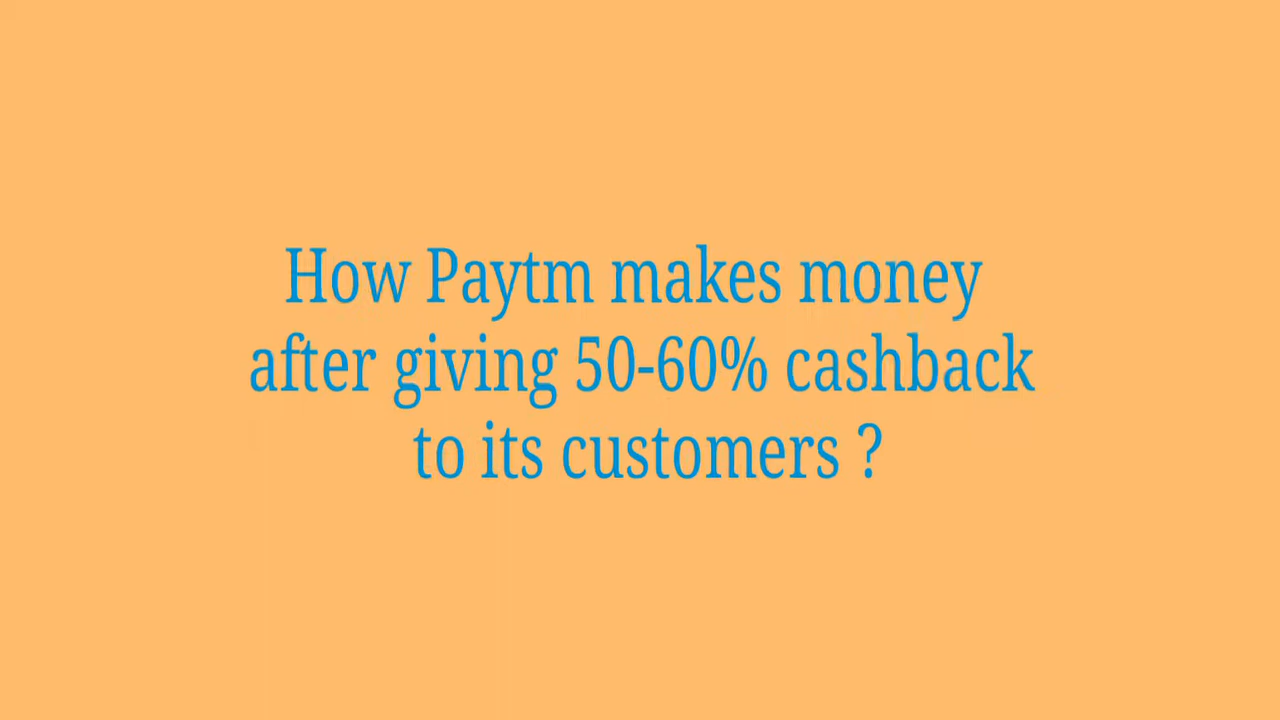 How Paytm makes money
after giving 50-60% cashback
to its customers ?